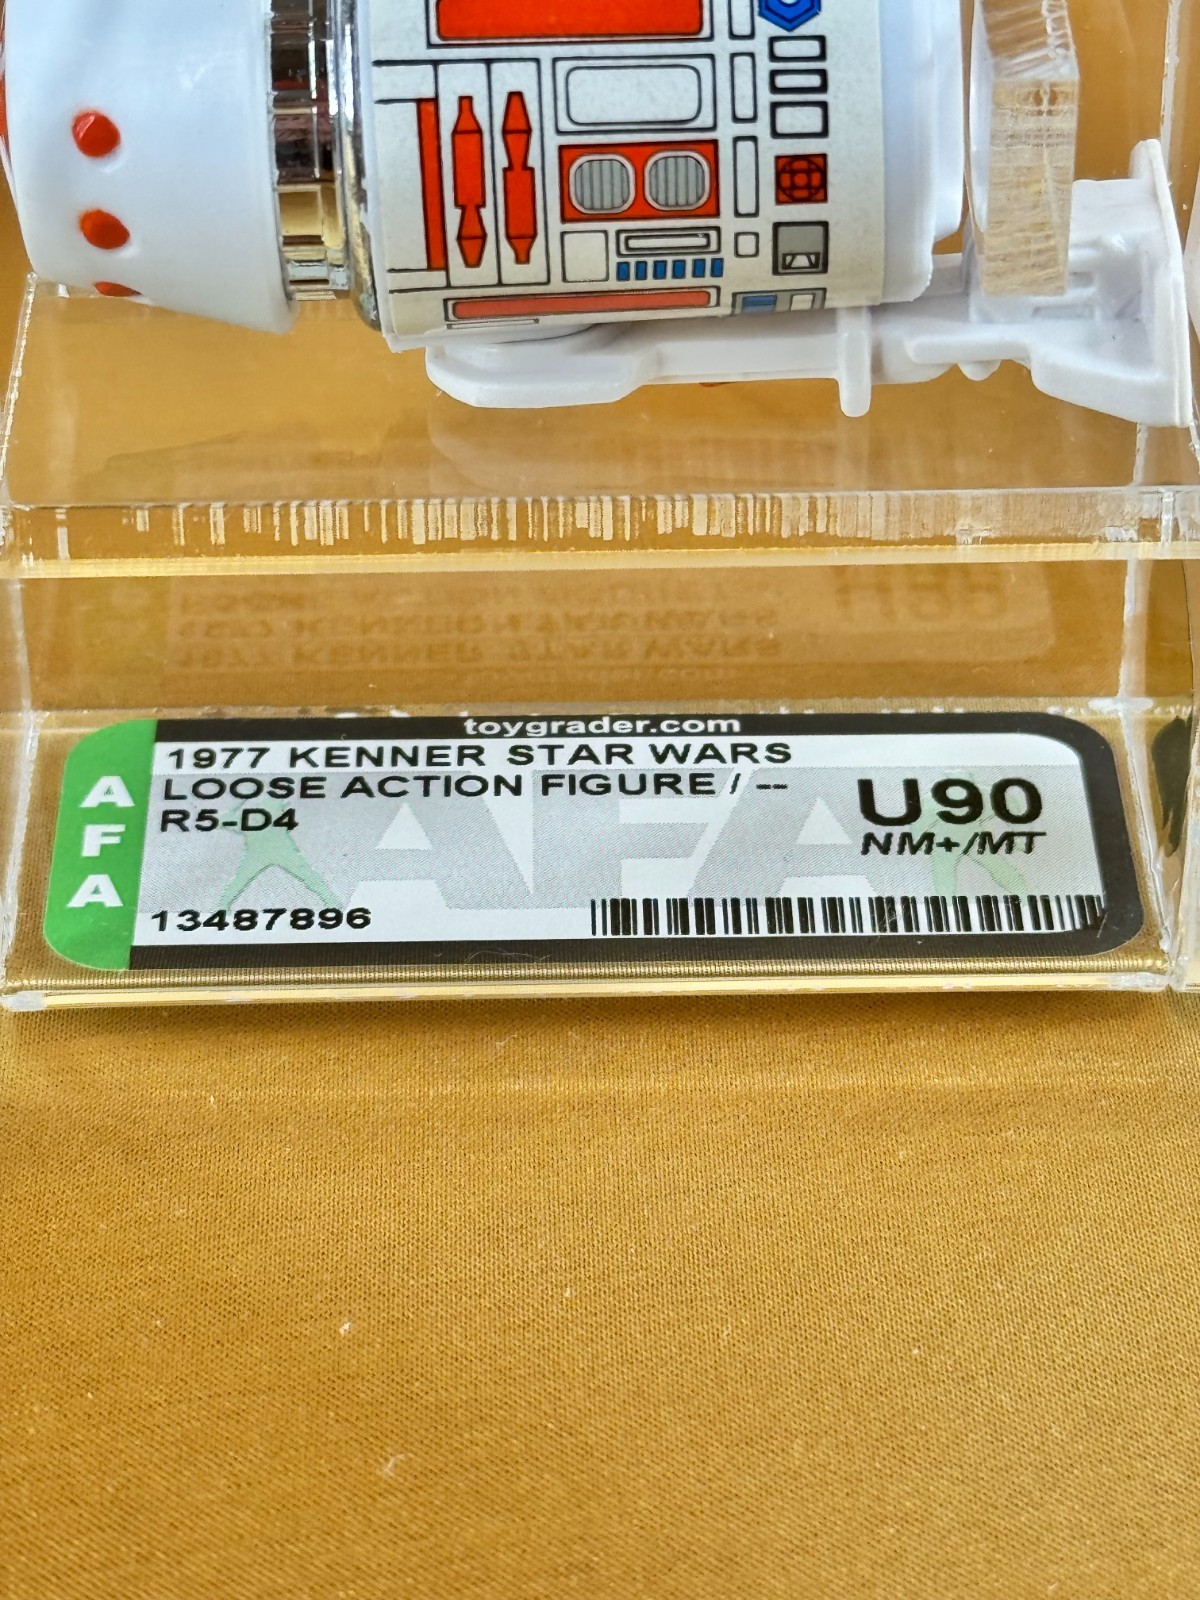 toygrader.com
AFA
1977 KENNER STAR WARS
LOOSE ACTION FIGURE / --
R5-D4
U90
NM+/MT
13487896
AFA